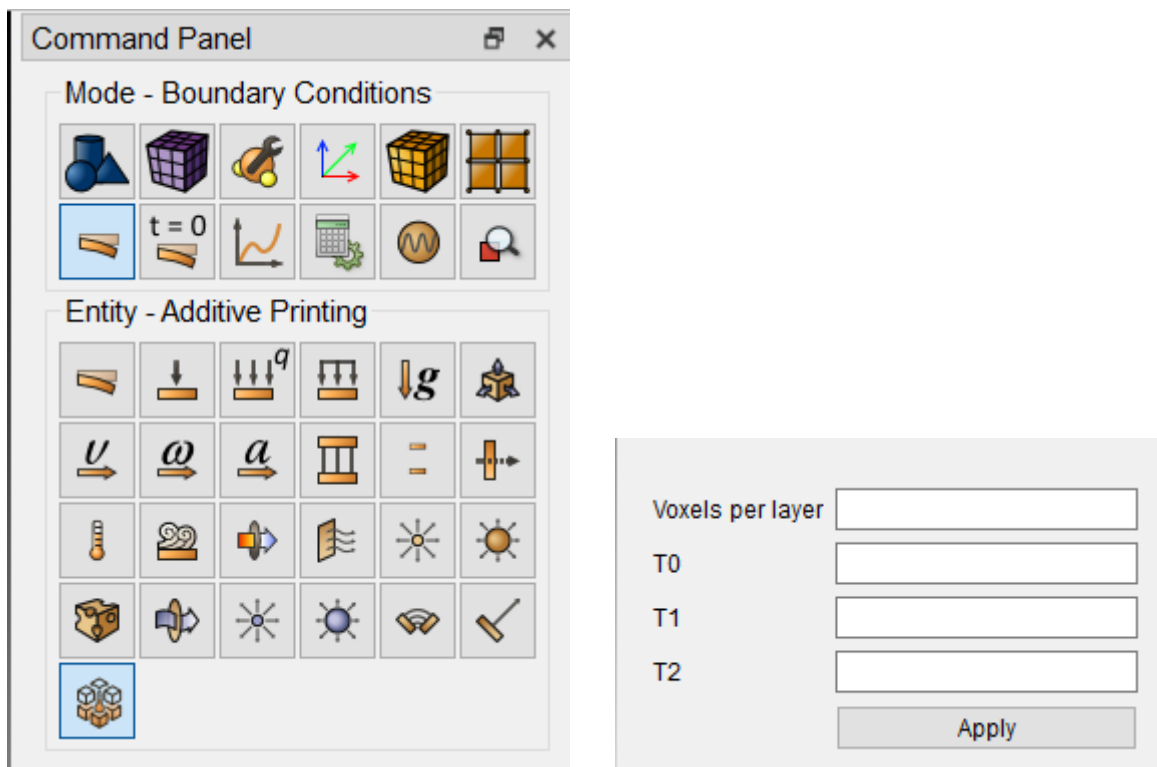 Command Panel
Mode - Boundary Conditions
t = 0
Entity - Additive Printing
q
g
v
ω
a
Voxels per layer
T0
T1
T2
Apply